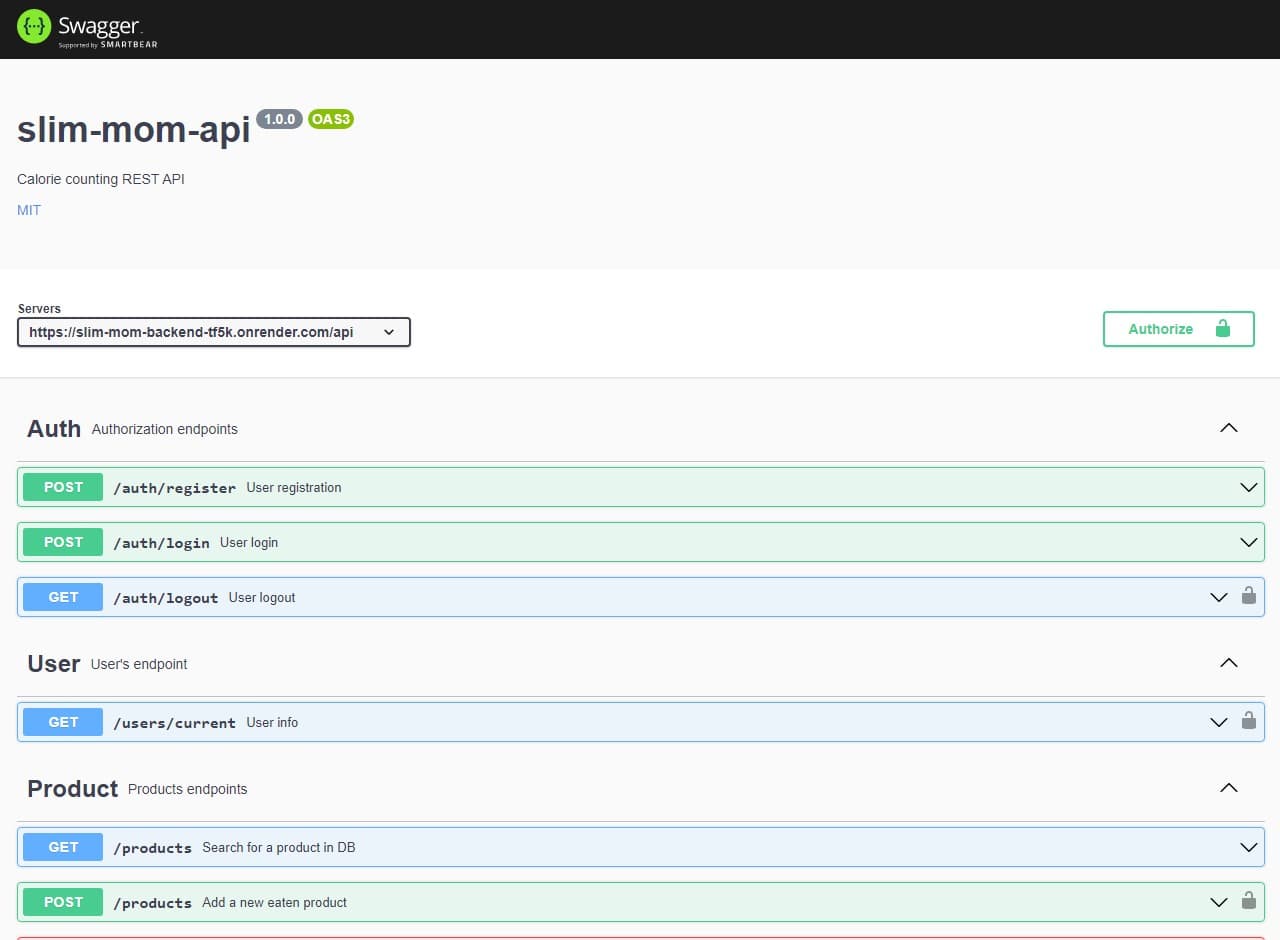 Swagger.
Supported by SMARTBEAR
slim-mom-api 1.0.0 OAS3
Calorie counting REST API
MIT
Servers
https://slim-mom-backend-tf5k.onrender.com/api
Authorize
Auth Authorization endpoints
POST /auth/register User registration
POST /auth/login User login
GET /auth/logout User logout
User User's endpoint
GET /users/current User info
Product Products endpoints
GET /products Search for a product in DB
POST /products Add a new eaten product